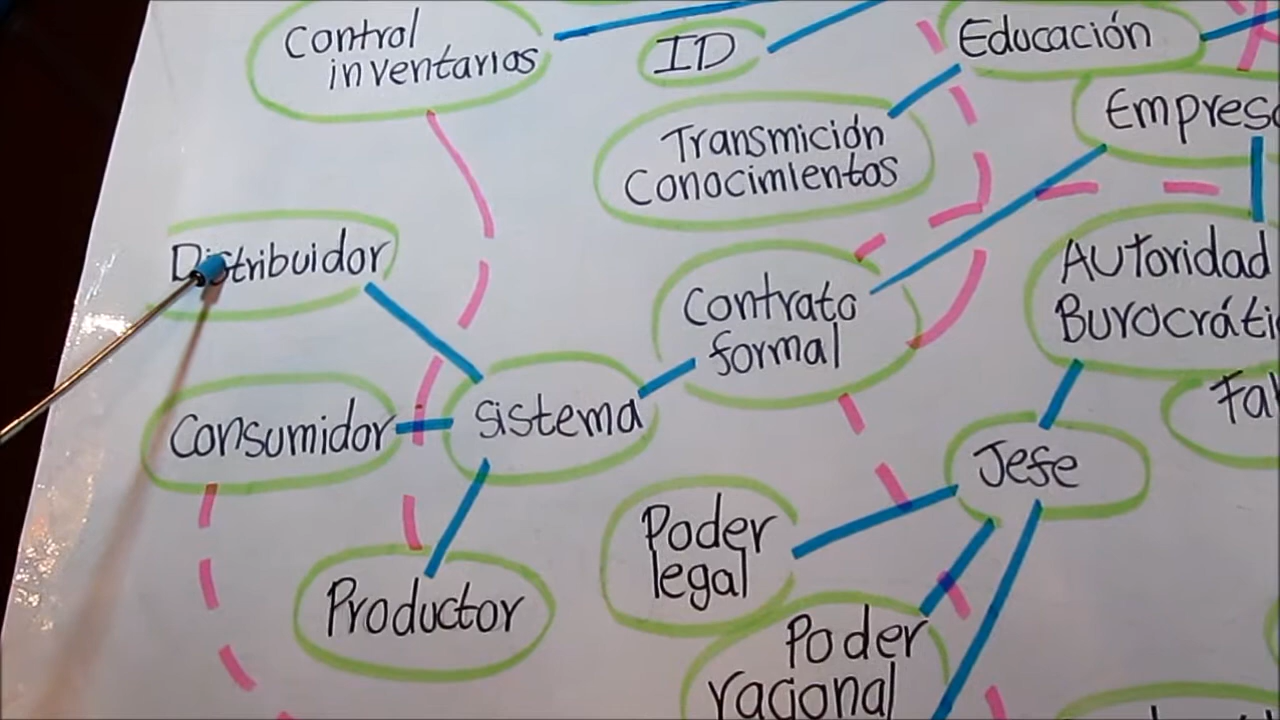 Control
inventarios
ID
Educación
Transmición
Conocimientos
Empresa
Distribuidor
Contrato
formal
Autoridad
Consumidor
Sistema
Jefe
Productor
Poder
legal
Poder
racional